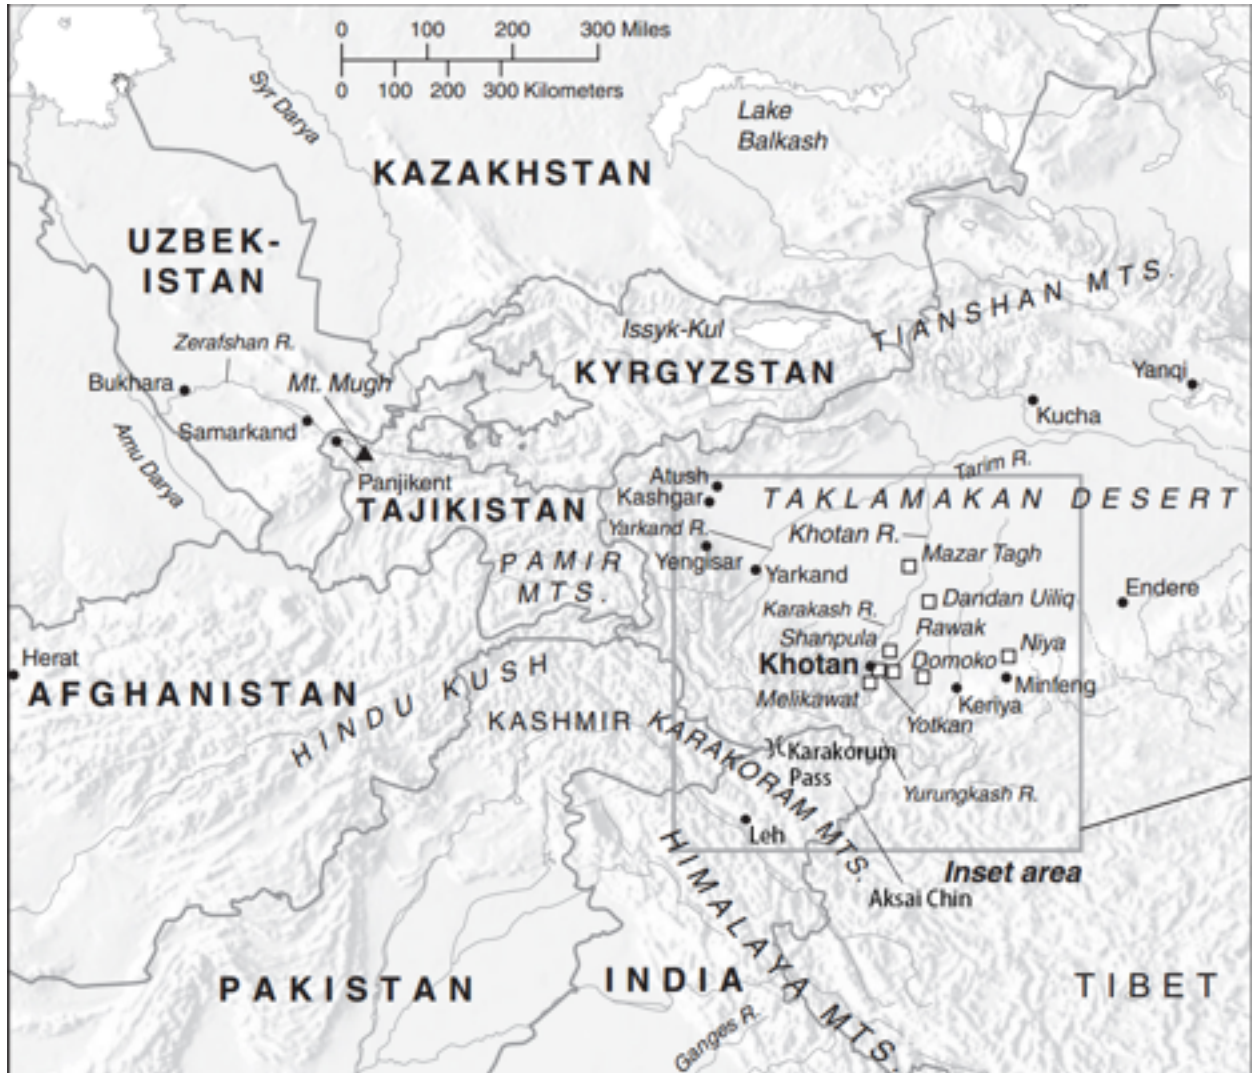 0 100 200 300 Miles
0 100 200 300 Kilometers
Syr Darya
Lake
Balkash
KAZAKHSTAN
UZBEK-
ISTAN
TIANSHAN MTS.
Issyk-Kul
Zerafshan R.
KYRGYZSTAN
Yanqi
Bukhara
Mt. Mugh
Kucha
Samarkand
Amu Darya
Panjikent
Tarim R.
Atush
Kashgar
TAKLAMAKAN DESERT
TAJIKISTAN
Yarkand R.
Khotan R.
Mazar Tagh
Yengisar
PAMIR
MTS.
Yarkand
Endere
Dandan Uiliq
Karakash R.
Rawak
Shanpula
Niya
Herat
Khotan
Domoko
Minfeng
AFGHANISTAN
HINDU KUSH
Melikawat
Keriya
KASHMIR
Yotkan
KARAKORAM MTS.
Karakorum
Pass
Yurungkash R.
Leh
Inset area
Aksai Chin
HIMALAYA MTS.
PAKISTAN
INDIA
TIBET
Ganges R.